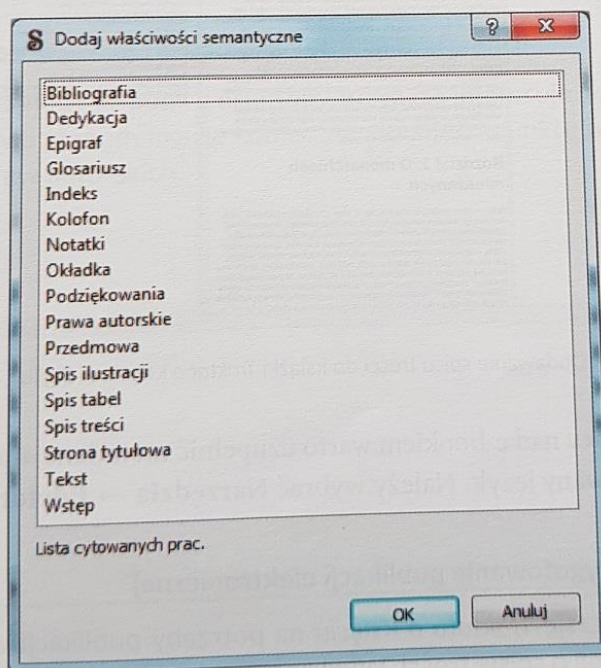 Dodaj właściwości semantyczne
Bibliografia
Dedykacja
Epigraf
Glosariusz
Indeks
Kolofon
Notatki
Okładka
Podziękowania
Prawa autorskie
Przedmowa
Spis ilustracji
Spis tabel
Spis treści
Strona tytułowa
Tekst
Wstęp
Lista cytowanych prac.
OK Anuluj